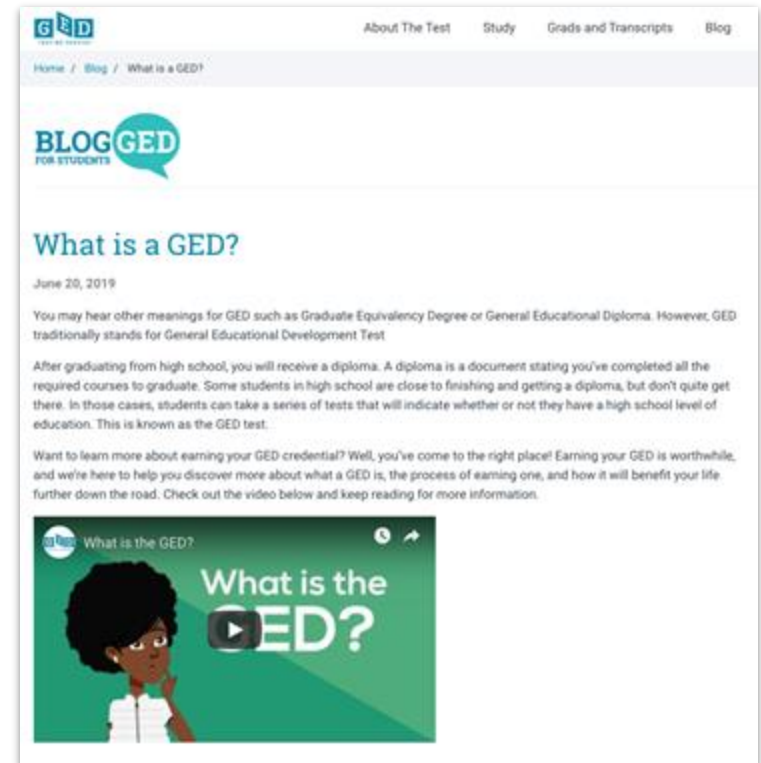 GED
TESTING SERVICE
About The Test Study Grads and Transcripts Blog
Home / Blog / What is a GED?
BLOGGED
FOR STUDENTS
What is a GED?
June 20, 2019
You may hear other meanings for GED such as Graduate Equivalency Degree or General Educational Diploma. However, GED
traditionally stands for General Educational Development Test
After graduating from high school, you will receive a diploma. A diploma is a document stating you've completed all the
required courses to graduate. Some students in high school are close to finishing and getting a diploma, but don't quite get
there. In those cases, students can take a series of tests that will indicate whether or not they have a high school level of
education. This is known as the GED test.
Want to learn more about earning your GED credential? Well, you've come to the right place! Earning your GED is worthwhile,
and we're here to help you discover more about what a GED is, the process of earning one, and how it will benefit your life
further down the road. Check out the video below and keep reading for more information.
What is the GED?
What is the
GED?